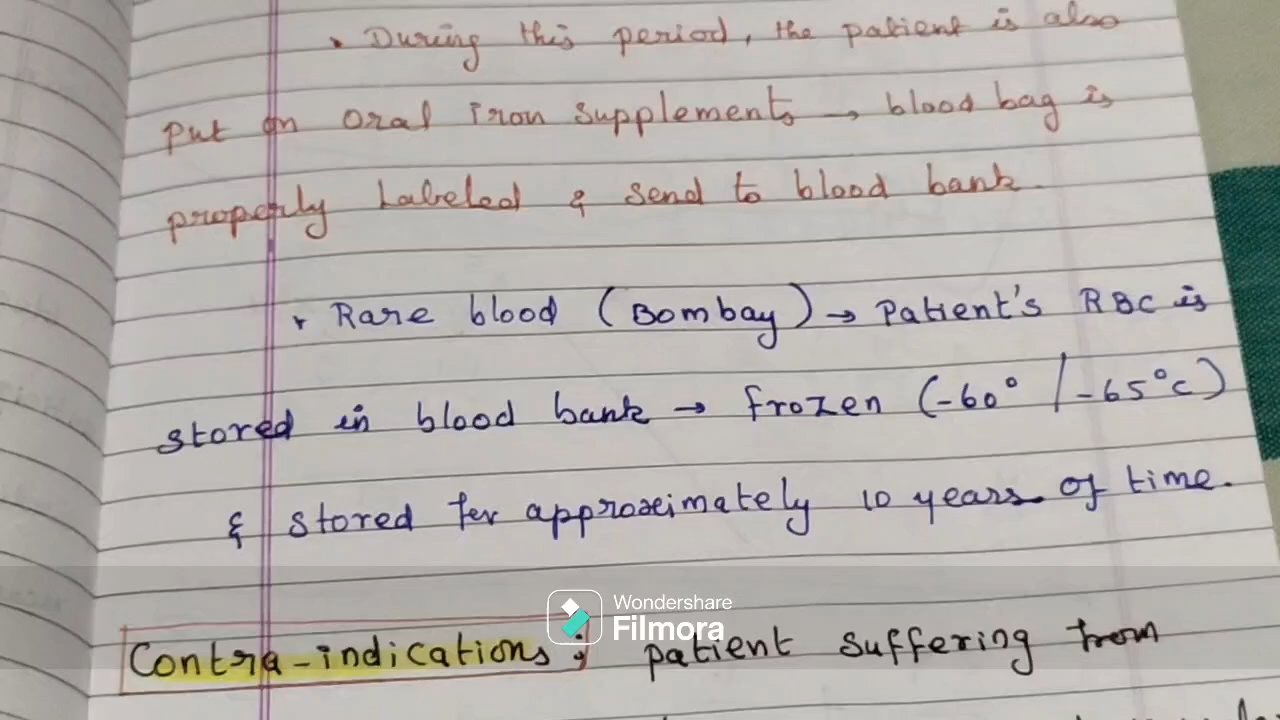 • During this period, the patient is also
put on oral iron supplements → blood bag is
properly Labeled & send to blood bank.
• Rare blood (Bombay) → Patient's RBC is
stored in blood bank → frozen (-60° / -65°c)
& stored for approximately 10 years of time.
Wondershare
Filmora
Contra-indications : patient suffering from